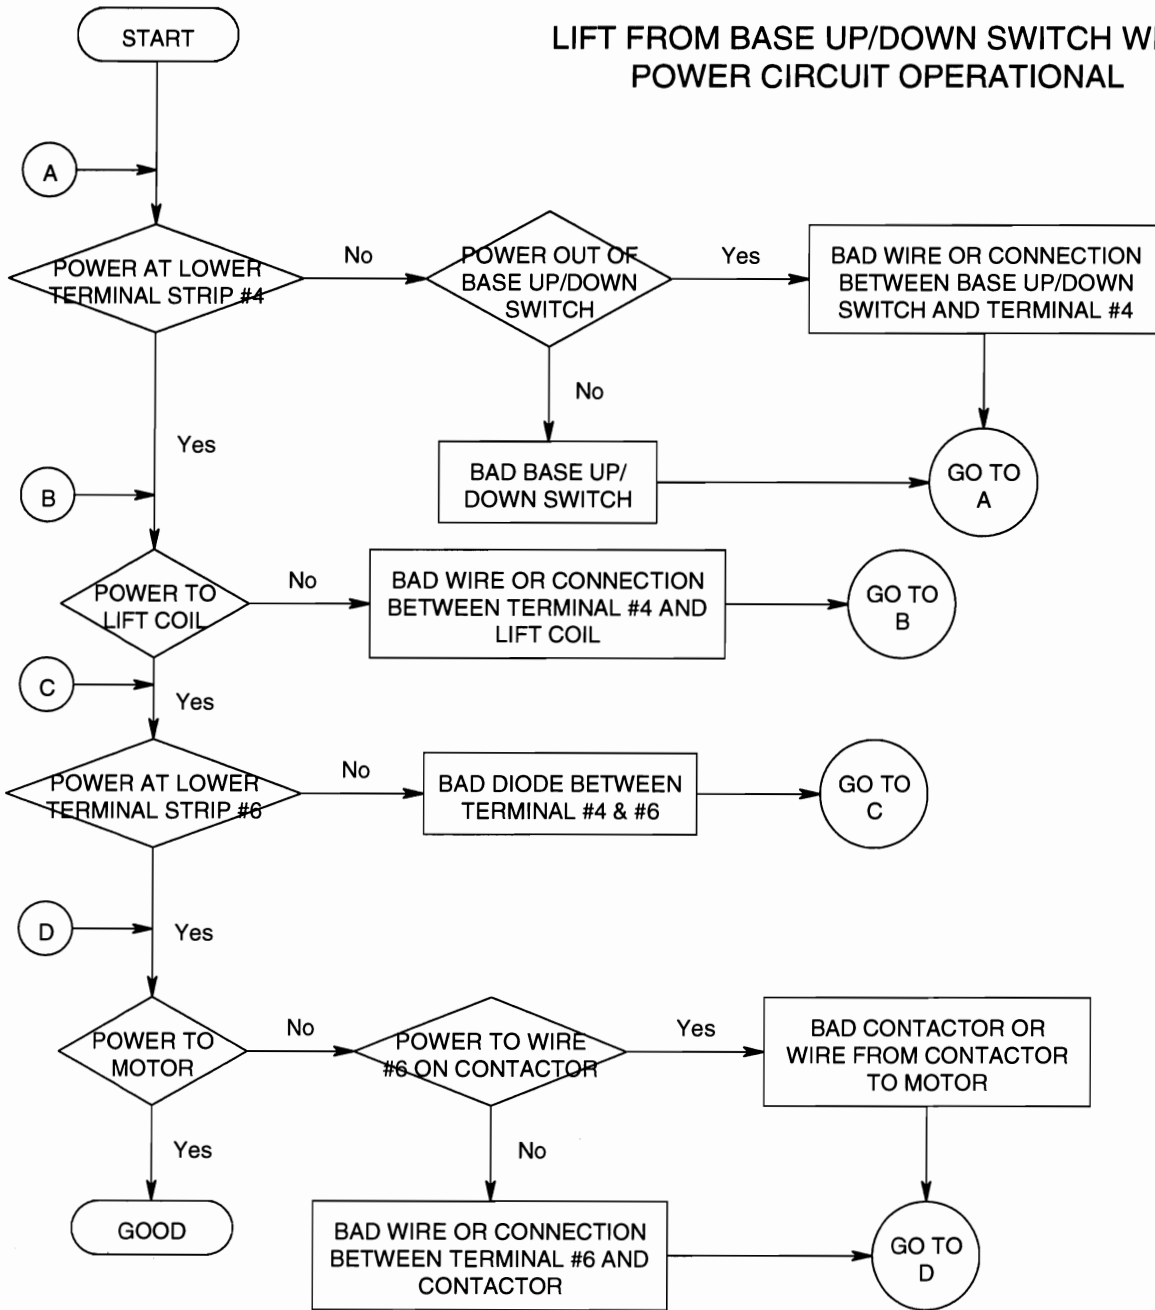 START
LIFT FROM BASE UP/DOWN SWITCH
POWER CIRCUIT OPERATIONAL
A
POWER AT LOWER
TERMINAL STRIP #4
No
POWER OUT OF
BASE UP/DOWN
SWITCH
Yes
BAD WIRE OR CONNECTION
BETWEEN BASE UP/DOWN
SWITCH AND TERMINAL #4
No
Yes
BAD BASE UP/
DOWN SWITCH
GO TO
A
B
POWER TO
LIFT COIL
No
BAD WIRE OR CONNECTION
BETWEEN TERMINAL #4 AND
LIFT COIL
GO TO
B
C
Yes
POWER AT LOWER
TERMINAL STRIP #6
No
BAD DIODE BETWEEN
TERMINAL #4 & #6
GO TO
C
D
Yes
POWER TO
MOTOR
No
POWER TO WIRE
#6 ON CONTACTOR
Yes
BAD CONTACTOR OR
WIRE FROM CONTACTOR
TO MOTOR
Yes
No
GOOD
BAD WIRE OR CONNECTION
BETWEEN TERMINAL #6 AND
CONTACTOR
GO TO
D